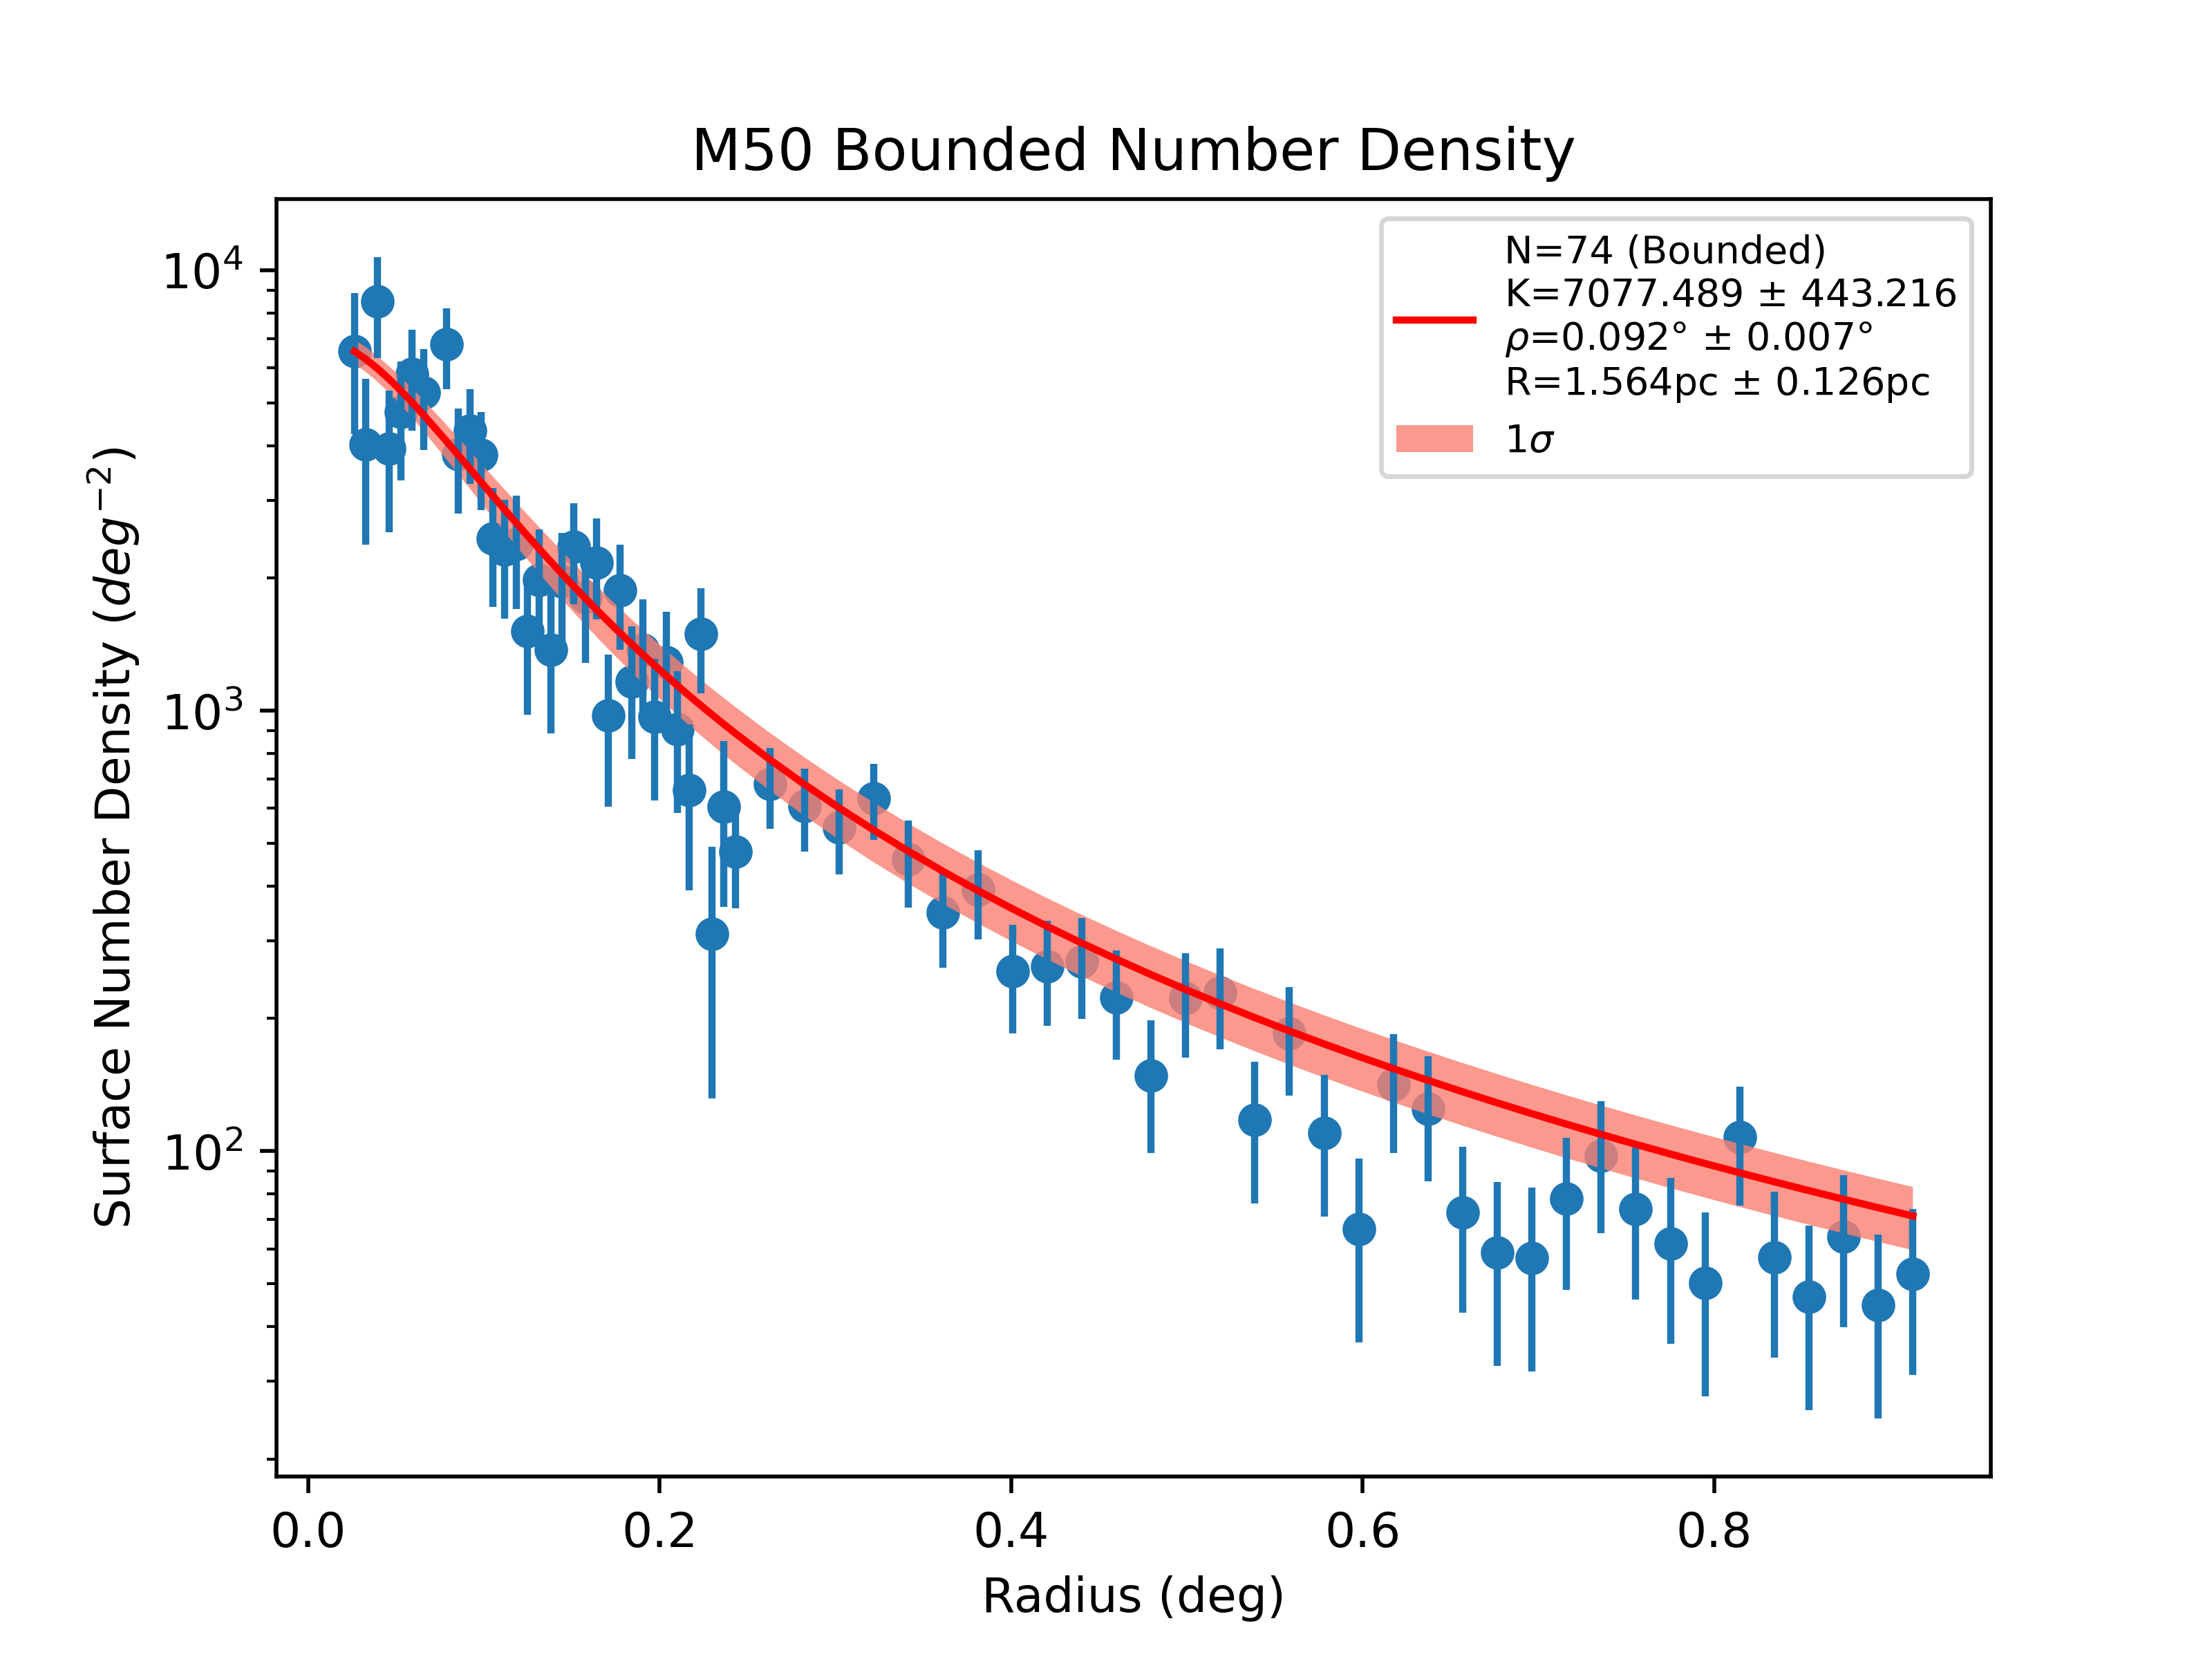 M50 Bounded Number Density
N=74 (Bounded)
K=7077.489 ± 443.216
ρ=0.092° ± 0.007°
R=1.564pc ± 0.126pc
1σ
Surface Number Density (deg⁻²)
10⁴
10³
10²
0.0 0.2 0.4 0.6 0.8
Radius (deg)